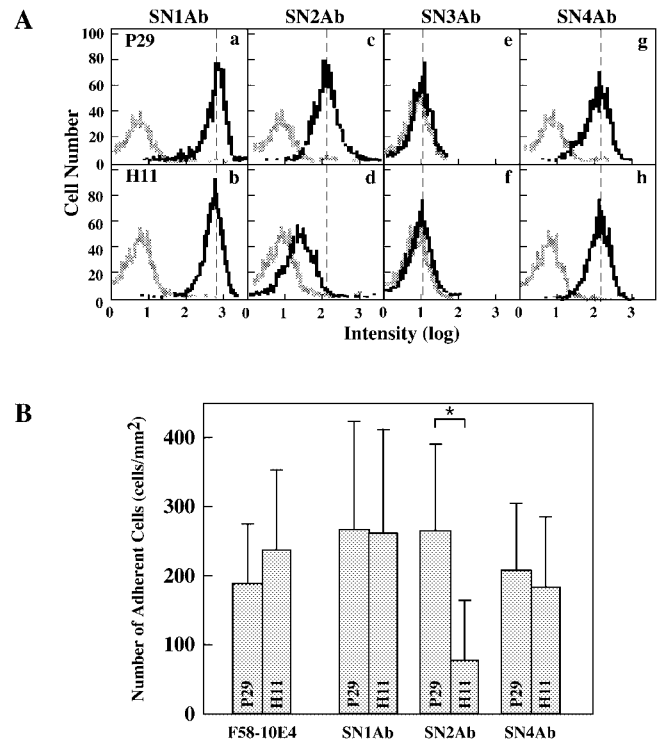 A
SN1Ab SN2Ab SN3Ab SN4Ab
P29 a c e g
H11 b d f h
100
80
60
40
20
0
80
60
40
20
0
Cell Number
0 1 2 3 0 1 2 3 0 1 2 3 0 1 2 3
Intensity (log)
B
*
400
300
200
100
0
Number of Adherent Cells (cells/mm²)
P29 H11 P29 H11 P29 H11 P29 H11
F58-10E4 SN1Ab SN2Ab SN4Ab